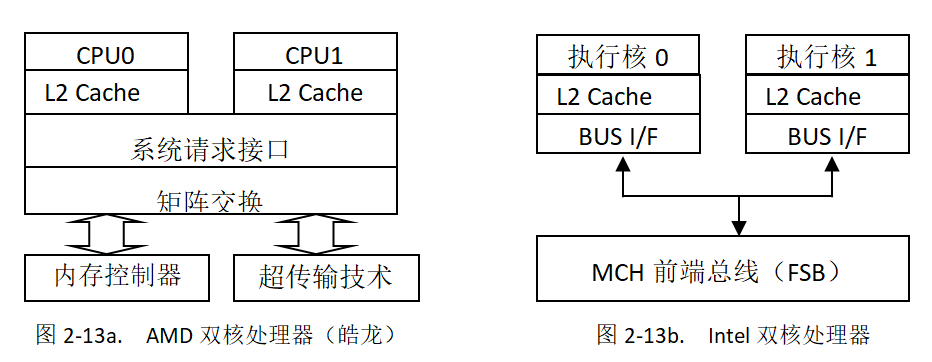 CPU0
CPU1
L2 Cache
L2 Cache
系统请求接口
矩阵交换
内存控制器
超传输技术
图 2-13a. AMD 双核处理器（皓龙）
执行核 0
执行核 1
L2 Cache
L2 Cache
BUS I/F
BUS I/F
MCH 前端总线（FSB）
图 2-13b. Intel 双核处理器